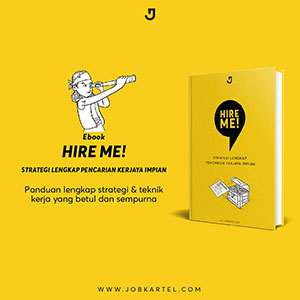 Ebook
HIRE ME!
STRATEGI LENGKAP PENCARIAN KERJAYA IMPIAN
Panduan lengkap strategi & teknik
kerja yang betul dan sempurna
HIRE
ME!
STRATEGI LENGKAP
PENCARIAN KERJAYA IMPIAN
WWW.JOBKARTEL.COM